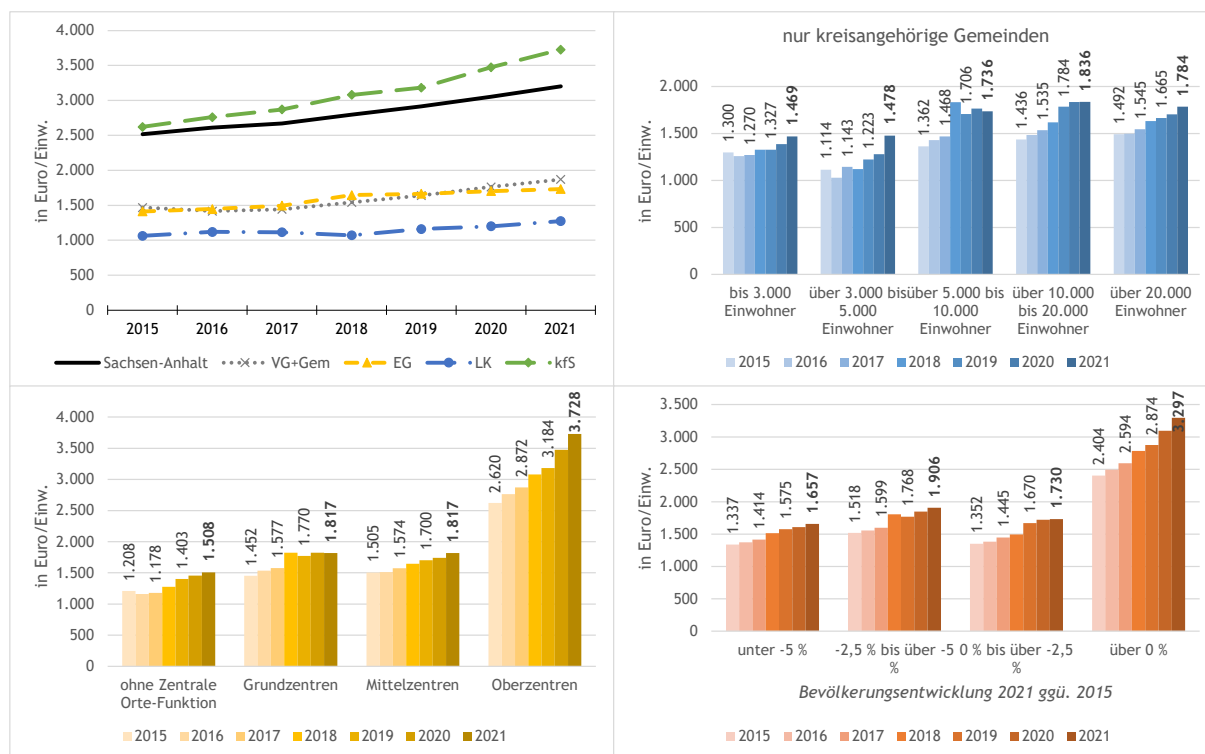 4.000
3.500
3.000
2.500
2.000
1.500
1.000
500
0
in Euro/Einw.
2015 2016 2017 2018 2019 2020 2021
Sachsen-Anhalt VG+Gem EG LK kfS
nur kreisangehörige Gemeinden
2.000
1.500
1.000
500
0
in Euro/Einw.
1.300 1.270 1.327 1.469
1.114 1.143 1.223 1.478
1.362 1.468 1.706 1.736
1.436 1.535 1.784 1.836
1.492 1.545 1.665 1.784
bis 3.000 über 3.000 bis über 5.000 bis über 10.000 über 20.000
Einwohner 5.000 10.000 bis 20.000 Einwohner
Einwohner Einwohner Einwohner
2015 2016 2017 2018 2019 2020 2021
4.000
3.500
3.000
2.500
2.000
1.500
1.000
500
0
in Euro/Einw.
1.208 1.178 1.403 1.508
1.452 1.577 1.770 1.817
1.505 1.574 1.700 1.817
2.620 2.872 3.184 3.728
ohne Zentrale Grundzentren Mittelzentren Oberzentren
Orte-Funktion
2015 2016 2017 2018 2019 2020 2021
3.500
3.000
2.500
2.000
1.500
1.000
500
0
in Euro/Einw.
1.337 1.414 1.575 1.657
1.518 1.599 1.768 1.906
1.352 1.445 1.670 1.730
2.404 2.594 2.874 3.297
unter -5 % -2,5 % bis über -5 0 % bis über -2,5 über 0 %
% %
Bevölkerungsentwicklung 2021 ggü. 2015
2015 2016 2017 2018 2019 2020 2021